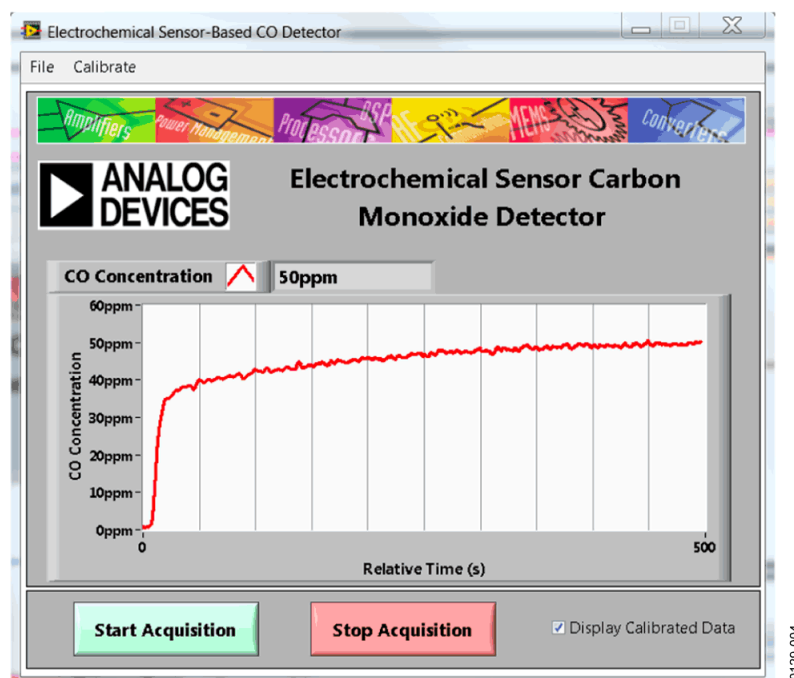 Electrochemical Sensor-Based CO Detector
File Calibrate
Amplifiers Power Management Processors DSP RF MEMS Converters
ANALOG
DEVICES
Electrochemical Sensor Carbon
Monoxide Detector
CO Concentration 50ppm
60ppm
50ppm
40ppm
30ppm
20ppm
10ppm
0ppm
CO Concentration
0 500
Relative Time (s)
Start Acquisition Stop Acquisition Display Calibrated Data